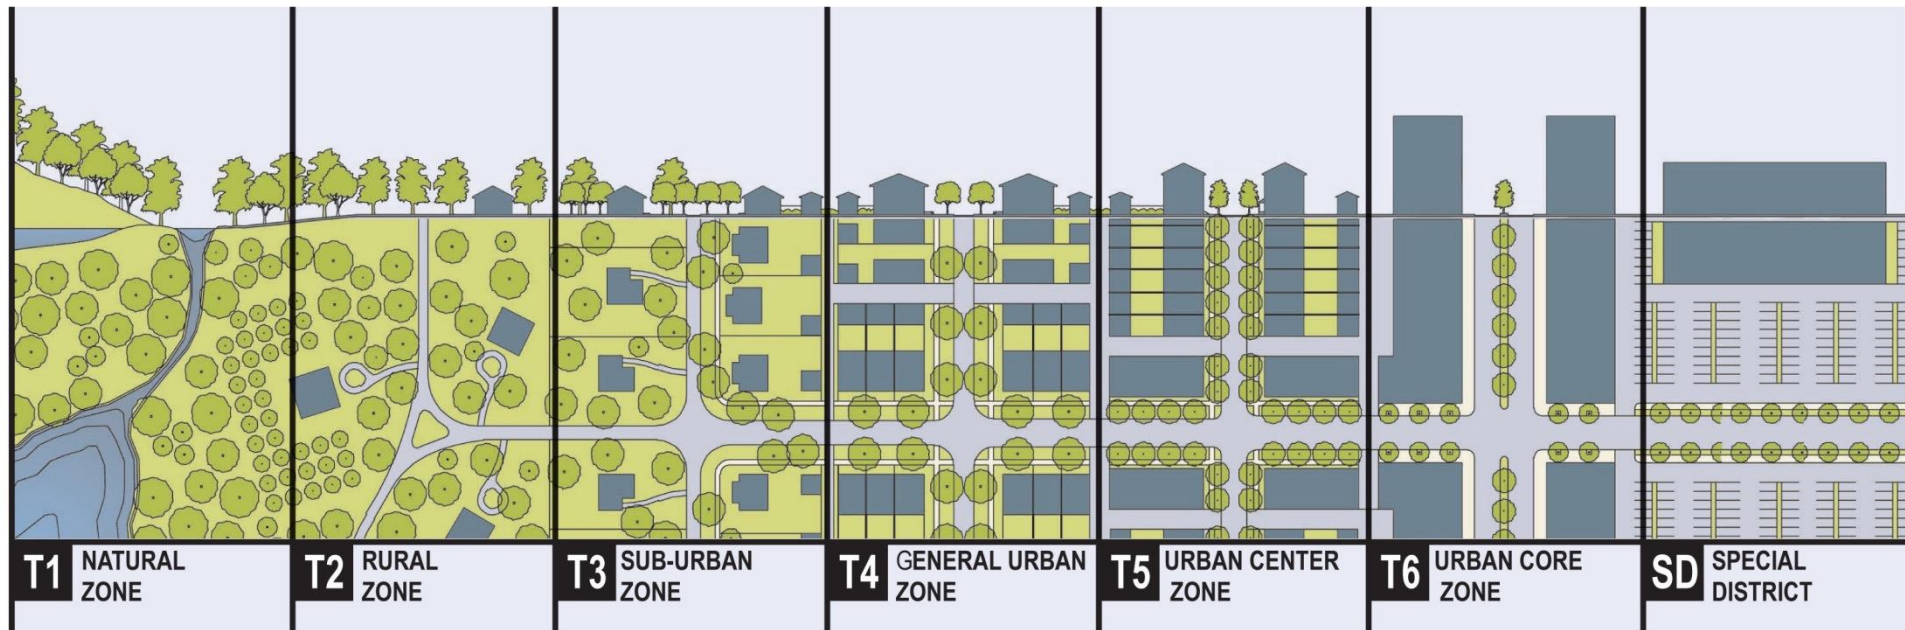 T1 NATURAL
ZONE
T2 RURAL
ZONE
T3 SUB-URBAN
ZONE
T4 GENERAL URBAN
ZONE
T5 URBAN CENTER
ZONE
T6 URBAN CORE
ZONE
SD SPECIAL
DISTRICT